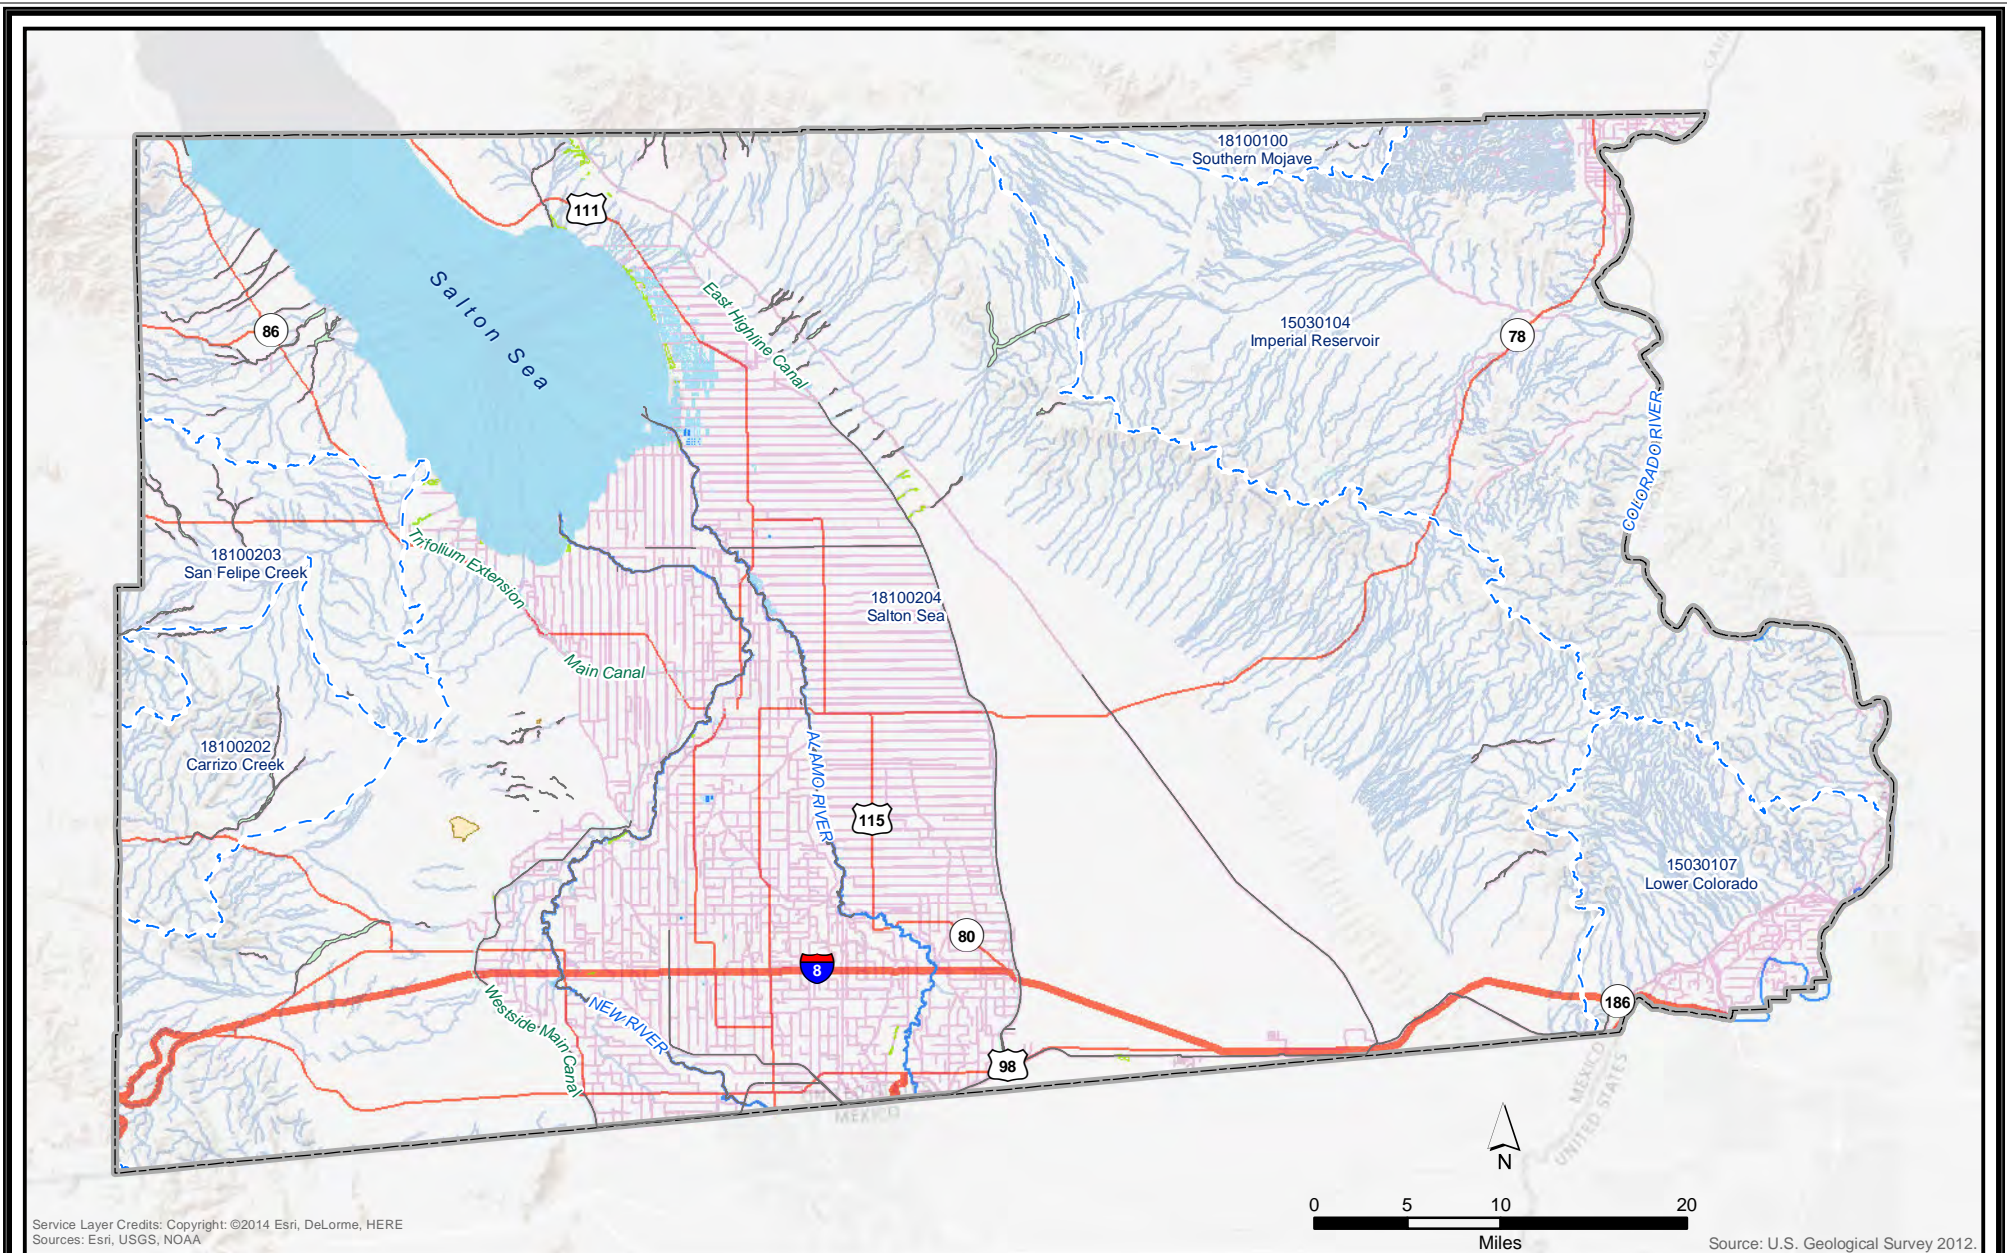 18100100
Southern Mojave
111
Salton Sea
East Highline Canal
86
15030104
Imperial Reservoir
78
COLORADO RIVER
18100203
San Felipe Creek
Trifolium Extension
18100204
Salton Sea
Main Canal
18100202
Carrizo Creek
ALAMO RIVER
115
15030107
Lower Colorado
80
8
186
Westside Main Canal
NEW RIVER
98
MEXICO
MEXICO
UNITED STATES
N
0 5 10 20
Miles
Service Layer Credits: Copyright: ©2014 Esri, DeLorme, HERE
Sources: Esri, USGS, NOAA
Source: U.S. Geological Survey 2012.